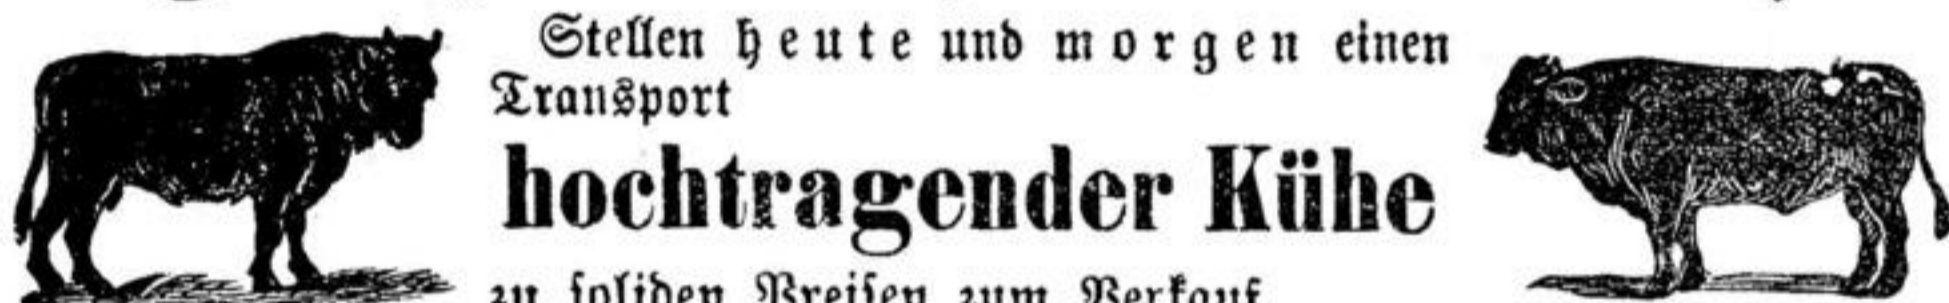 Stellen heute und morgen einen
Transport
hochtragender Kühe
zu soliden Preisen zum Verkauf